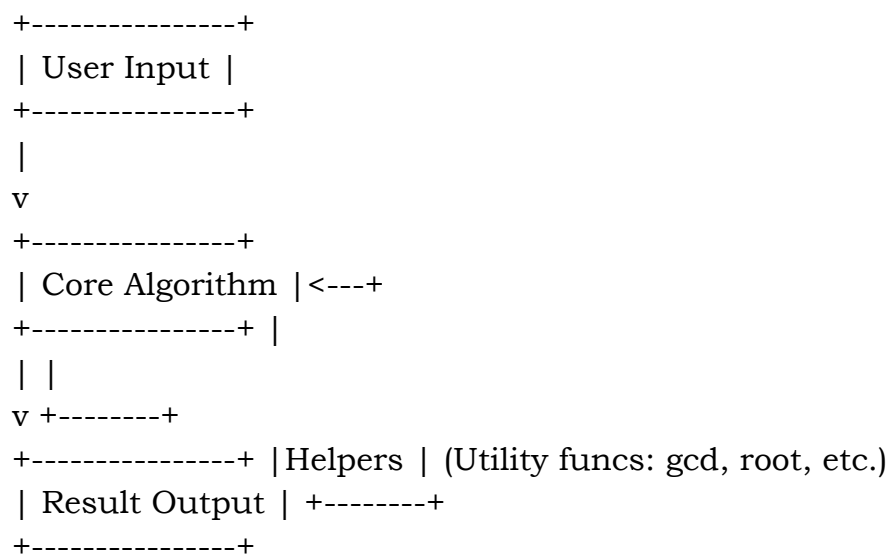 +----------------+
| User Input |
+----------------+
|
v
+---------------+
| Core Algorithm |<---+
+----------------+ |
| |
v +--------+
+----------------+ |Helpers | (Utility funcs: gcd, root, etc.)
| Result Output | +--------+
+----------------+